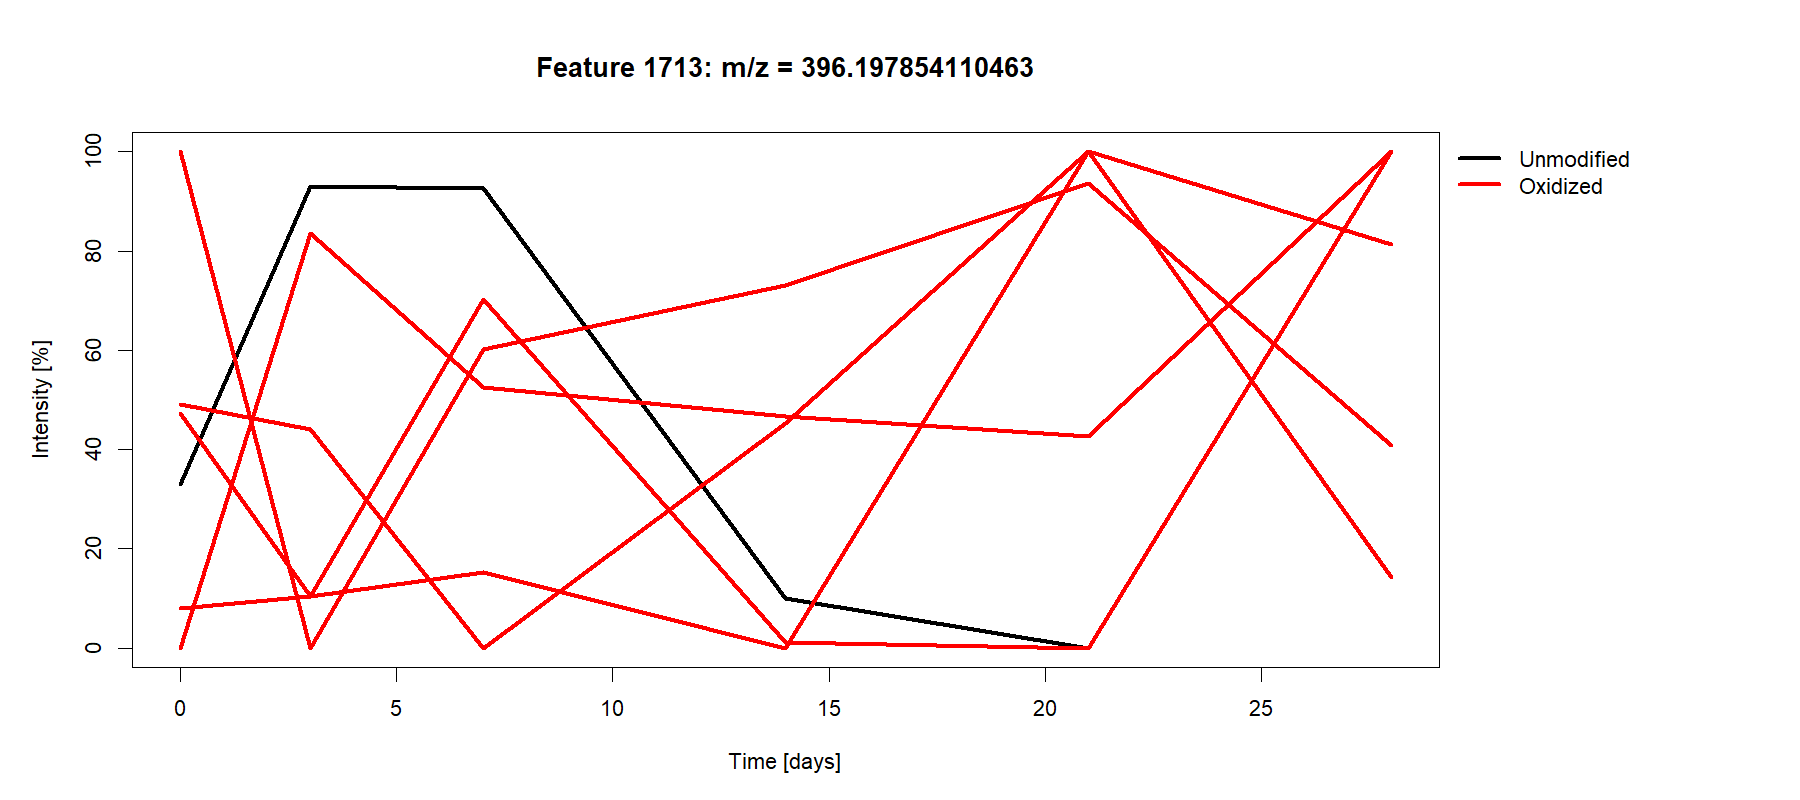 Feature 1713: m/z = 396.197854110463
Unmodified
Oxidized
Intensity [%]
100
80
60
40
20
0
0 5 10 15 20 25
Time [days]